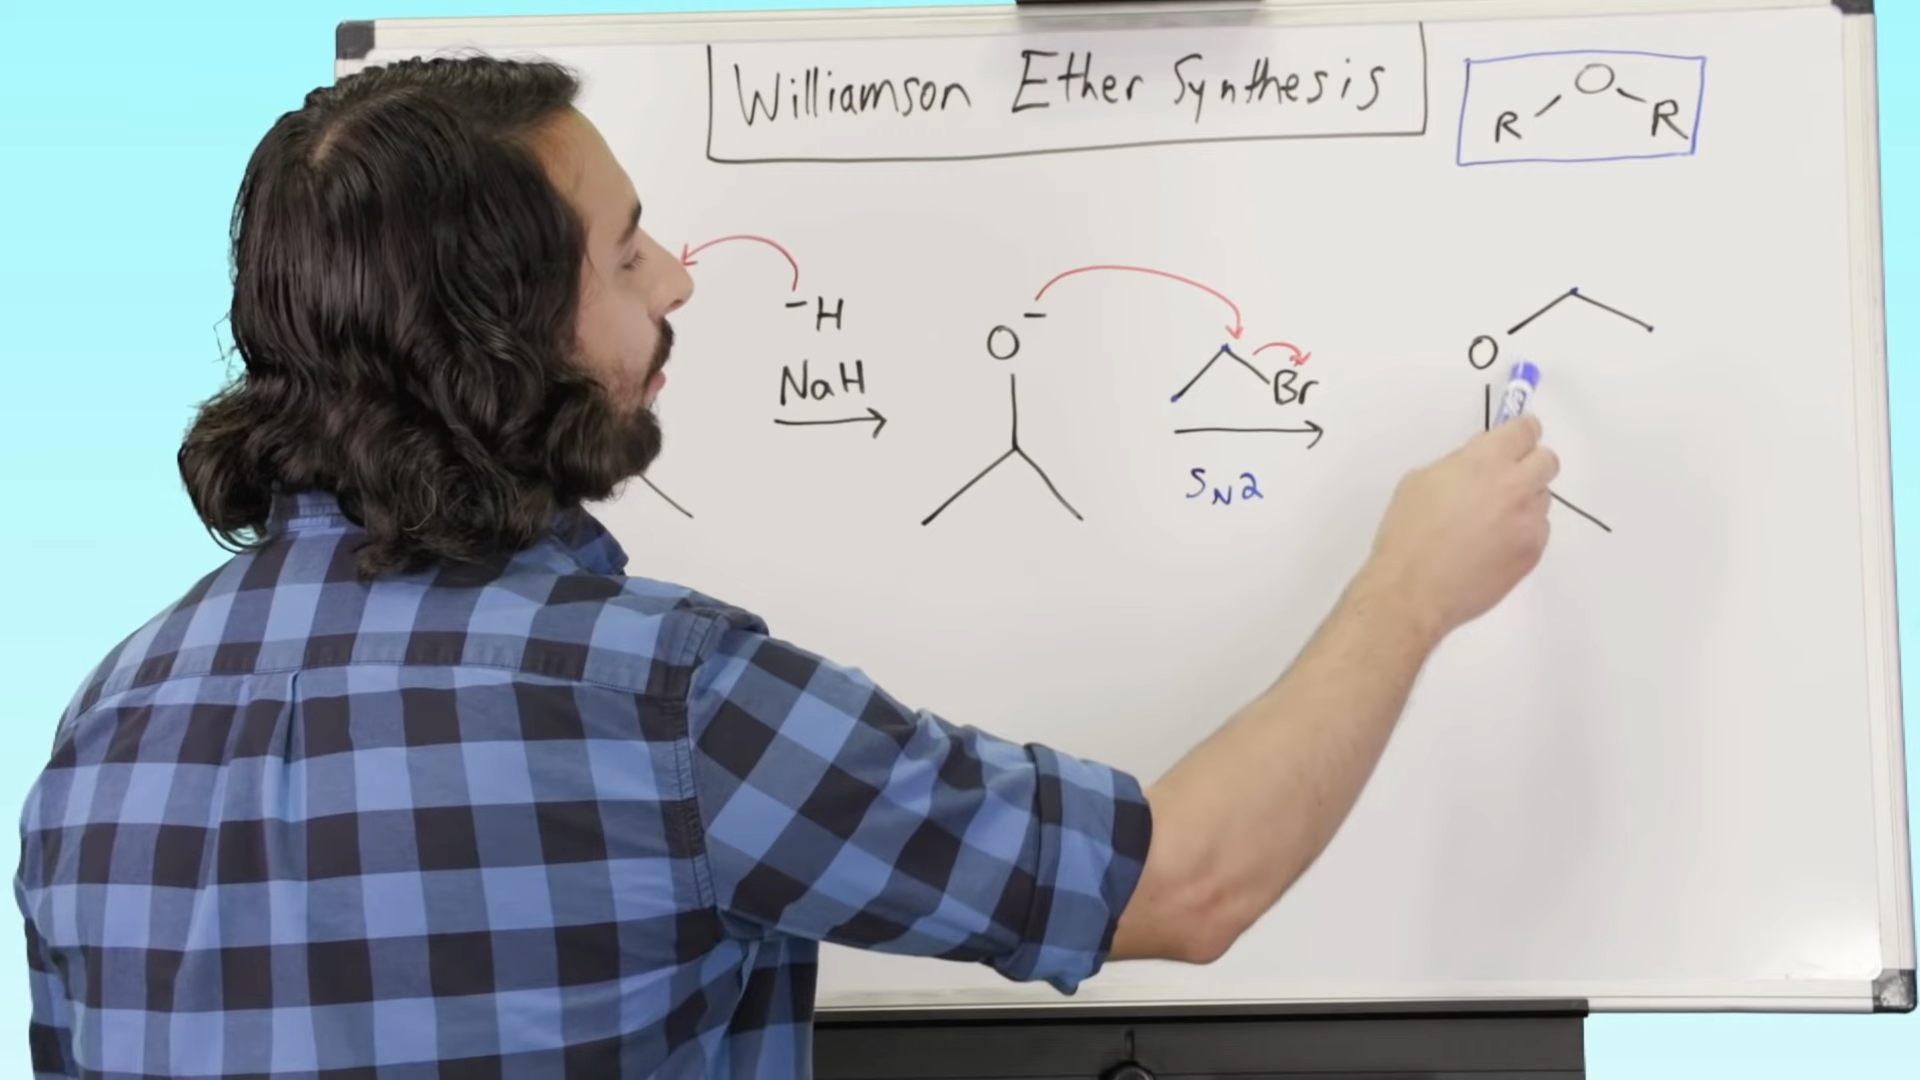 Williamson Ether Synthesis
R O R
-H
NaH
O-
Br
SN2
O